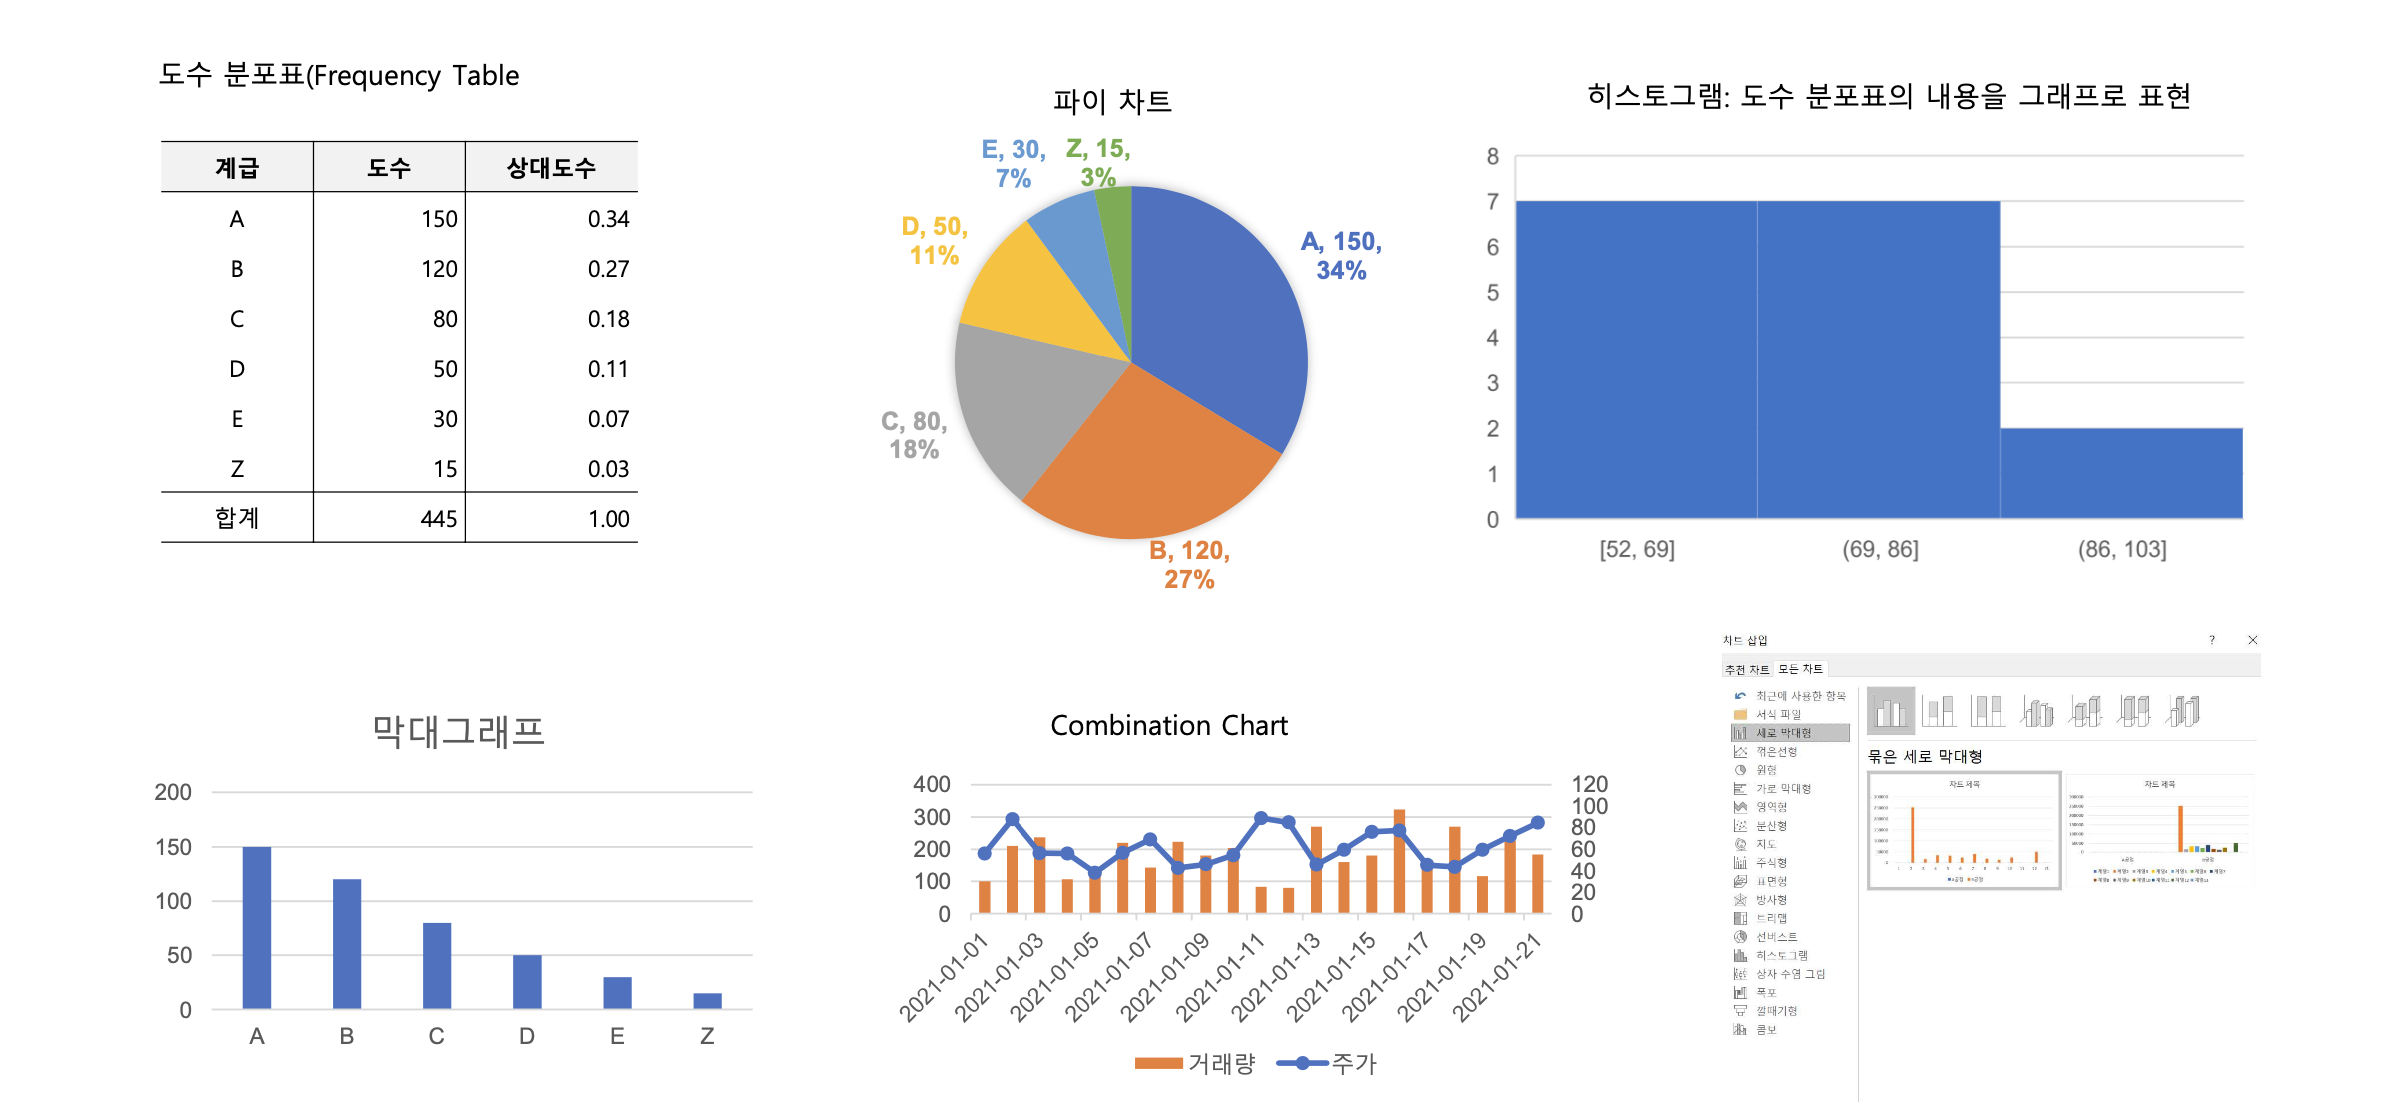 도수 분포표(Frequency Table
계급 도수 상대도수
A 150 0.34
B 120 0.27
C 80 0.18
D 50 0.11
E 30 0.07
Z 15 0.03
합계 445 1.00
파이 차트
E, 30,
7%
Z, 15,
3%
D, 50,
11%
A, 150,
34%
C, 80,
18%
B, 120,
27%
히스토그램: 도수 분포표의 내용을 그래프로 표현
8
7
6
5
4
3
2
1
0
[52, 69] (69, 86] (86, 103]
막대그래프
200
150
100
50
0
A B C D E Z
Combination Chart
400
300
200
100
0
120
100
80
60
40
20
0
2021-01-01 2021-01-03 2021-01-05 2021-01-07 2021-01-09 2021-01-11 2021-01-13 2021-01-15 2021-01-17 2021-01-19 2021-01-21
거래량 주가
차트 삽입 ?
추천 차트 모든 차트
최근에 사용한 항목
서식 파일
세로 막대형
꺾은선형
원형
가로 막대형
영역형
분산형
지도
주식형
표면형
방사형
트리맵
선버스트
히스토그램
상자 수염 그림
폭포
깔때기형
콤보
묶은 세로 막대형
차트 제목
차트 제목